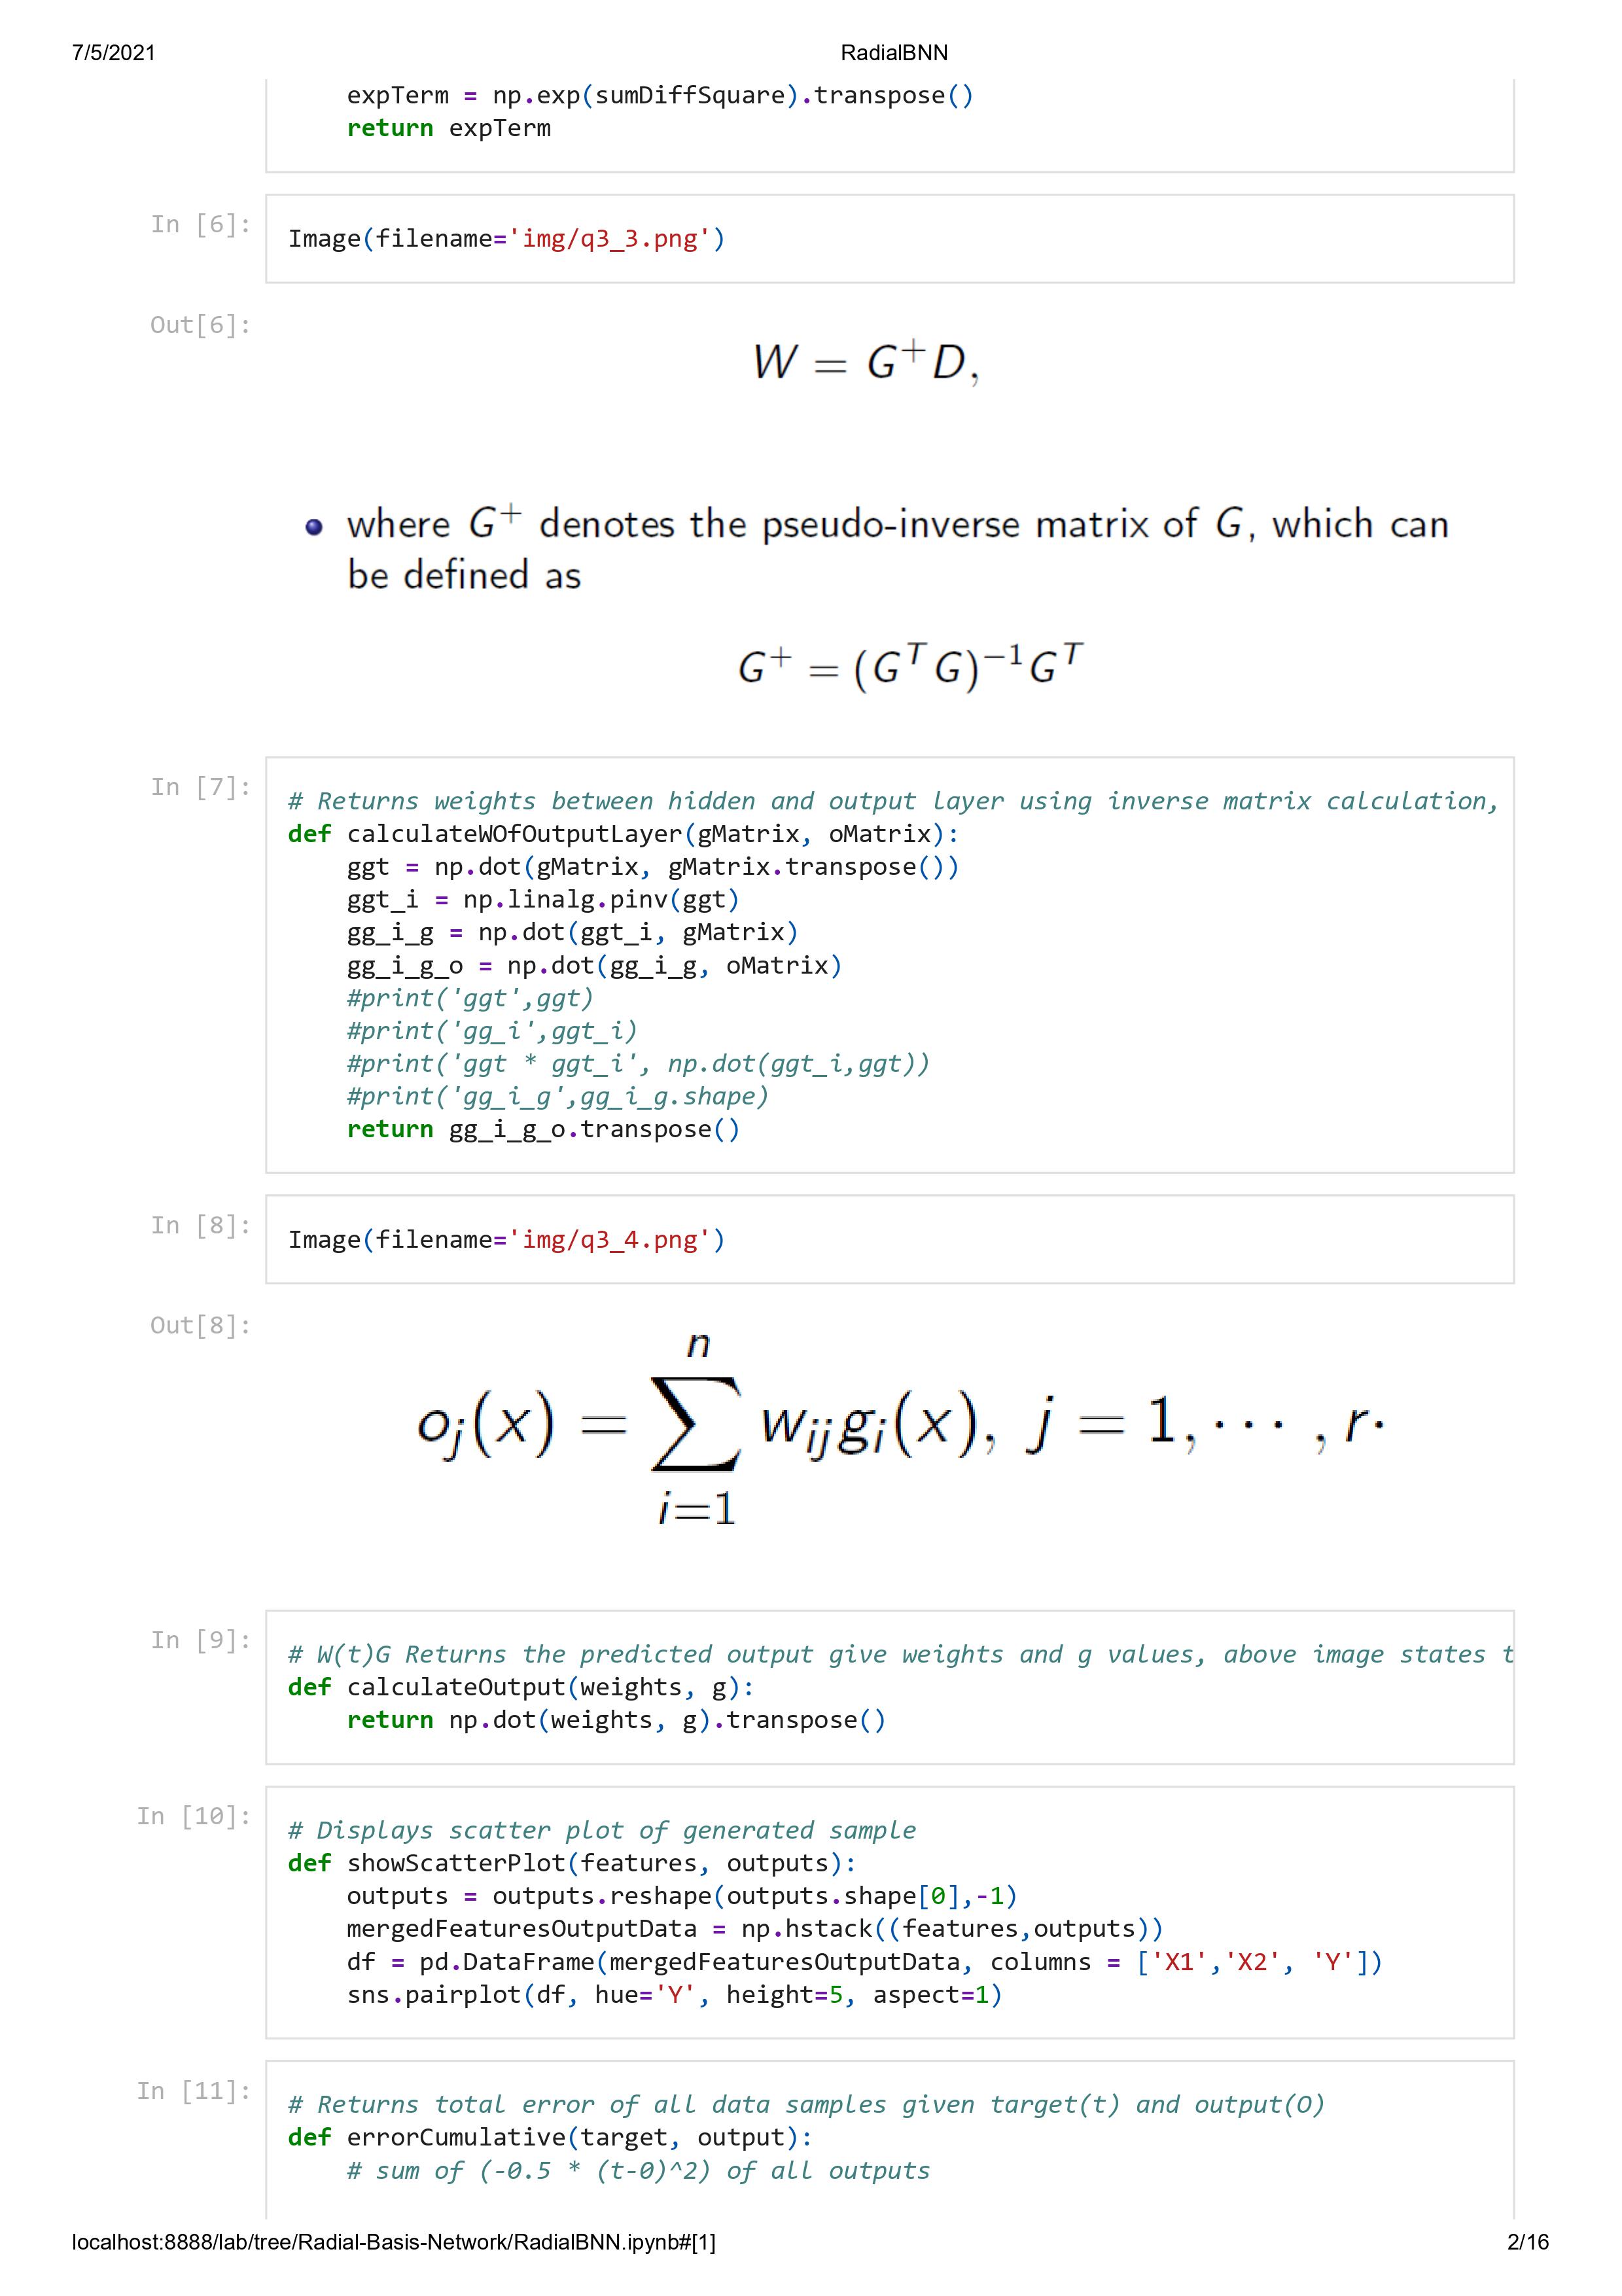 7/5/2021 RadialBNN
expTerm = np.exp(sumDiffSquare).transpose()
return expTerm
In [6]:
Image(filename='img/q3_3.png')
Out[6]:
W = G⁺D,
• where G⁺ denotes the pseudo-inverse matrix of G, which can
be defined as
G⁺ = (GᵀG)⁻¹Gᵀ
In [7]:
# Returns weights between hidden and output layer using inverse matrix calculation,
def calculateWOfOutputLayer(gMatrix, oMatrix):
ggt = np.dot(gMatrix, gMatrix.transpose())
ggt_i = np.linalg.pinv(ggt)
gg_i_g = np.dot(ggt_i, gMatrix)
gg_i_g_o = np.dot(gg_i_g, oMatrix)
#print('ggt',ggt)
#print('gg_i',ggt_i)
#print('ggt * ggt_i', np.dot(ggt_i,ggt))
#print('gg_i_g',gg_i_g.shape)
return gg_i_g_o.transpose()
In [8]:
Image(filename='img/q3_4.png')
Out[8]:
n
oⱼ(x) = ∑ wᵢⱼgᵢ(x), j = 1, ⋯ , r·
i=1
In [9]:
# W(t)G Returns the predicted output give weights and g values, above image states t
def calculateOutput(weights, g):
return np.dot(weights, g).transpose()
In [10]:
# Displays scatter plot of generated sample
def showScatterPlot(features, outputs):
outputs = outputs.reshape(outputs.shape[0],-1)
mergedFeaturesOutputData = np.hstack((features,outputs))
df = pd.DataFrame(mergedFeaturesOutputData, columns = ['X1','X2', 'Y'])
sns.pairplot(df, hue='Y', height=5, aspect=1)
In [11]:
# Returns total error of all data samples given target(t) and output(O)
def errorCumulative(target, output):
# sum of (-0.5 * (t-0)^2) of all outputs
localhost:8888/lab/tree/Radial-Basis-Network/RadialBNN.ipynb#[1] 2/16